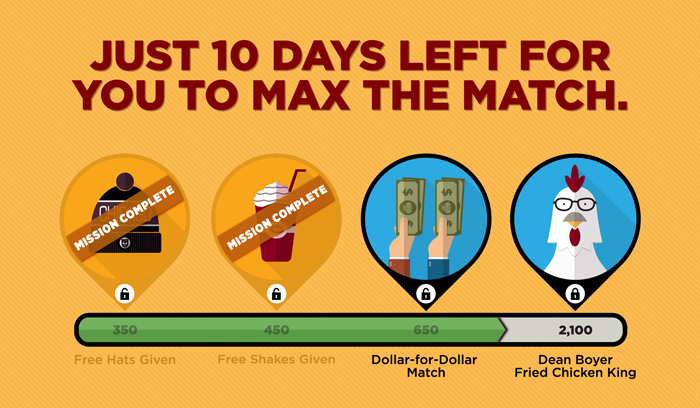 JUST 10 DAYS LEFT FOR
YOU TO MAX THE MATCH.
MISSION COMPLETE
MISSION COMPLETE
350
450
650
2,100
Free Hats Given
Free Shakes Given
Dollar-for-Dollar
Match
Dean Boyer
Fried Chicken King